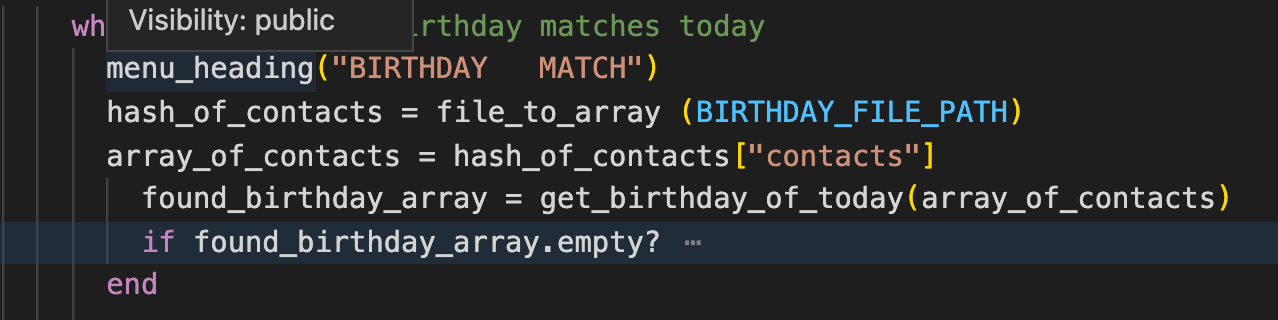 wh
Visibility: public
irthday matches today
menu_heading("BIRTHDAY   MATCH")
hash_of_contacts = file_to_array (BIRTHDAY_FILE_PATH)
array_of_contacts = hash_of_contacts["contacts"]
found_birthday_array = get_birthday_of_today(array_of_contacts)
if found_birthday_array.empty? ⋯
end